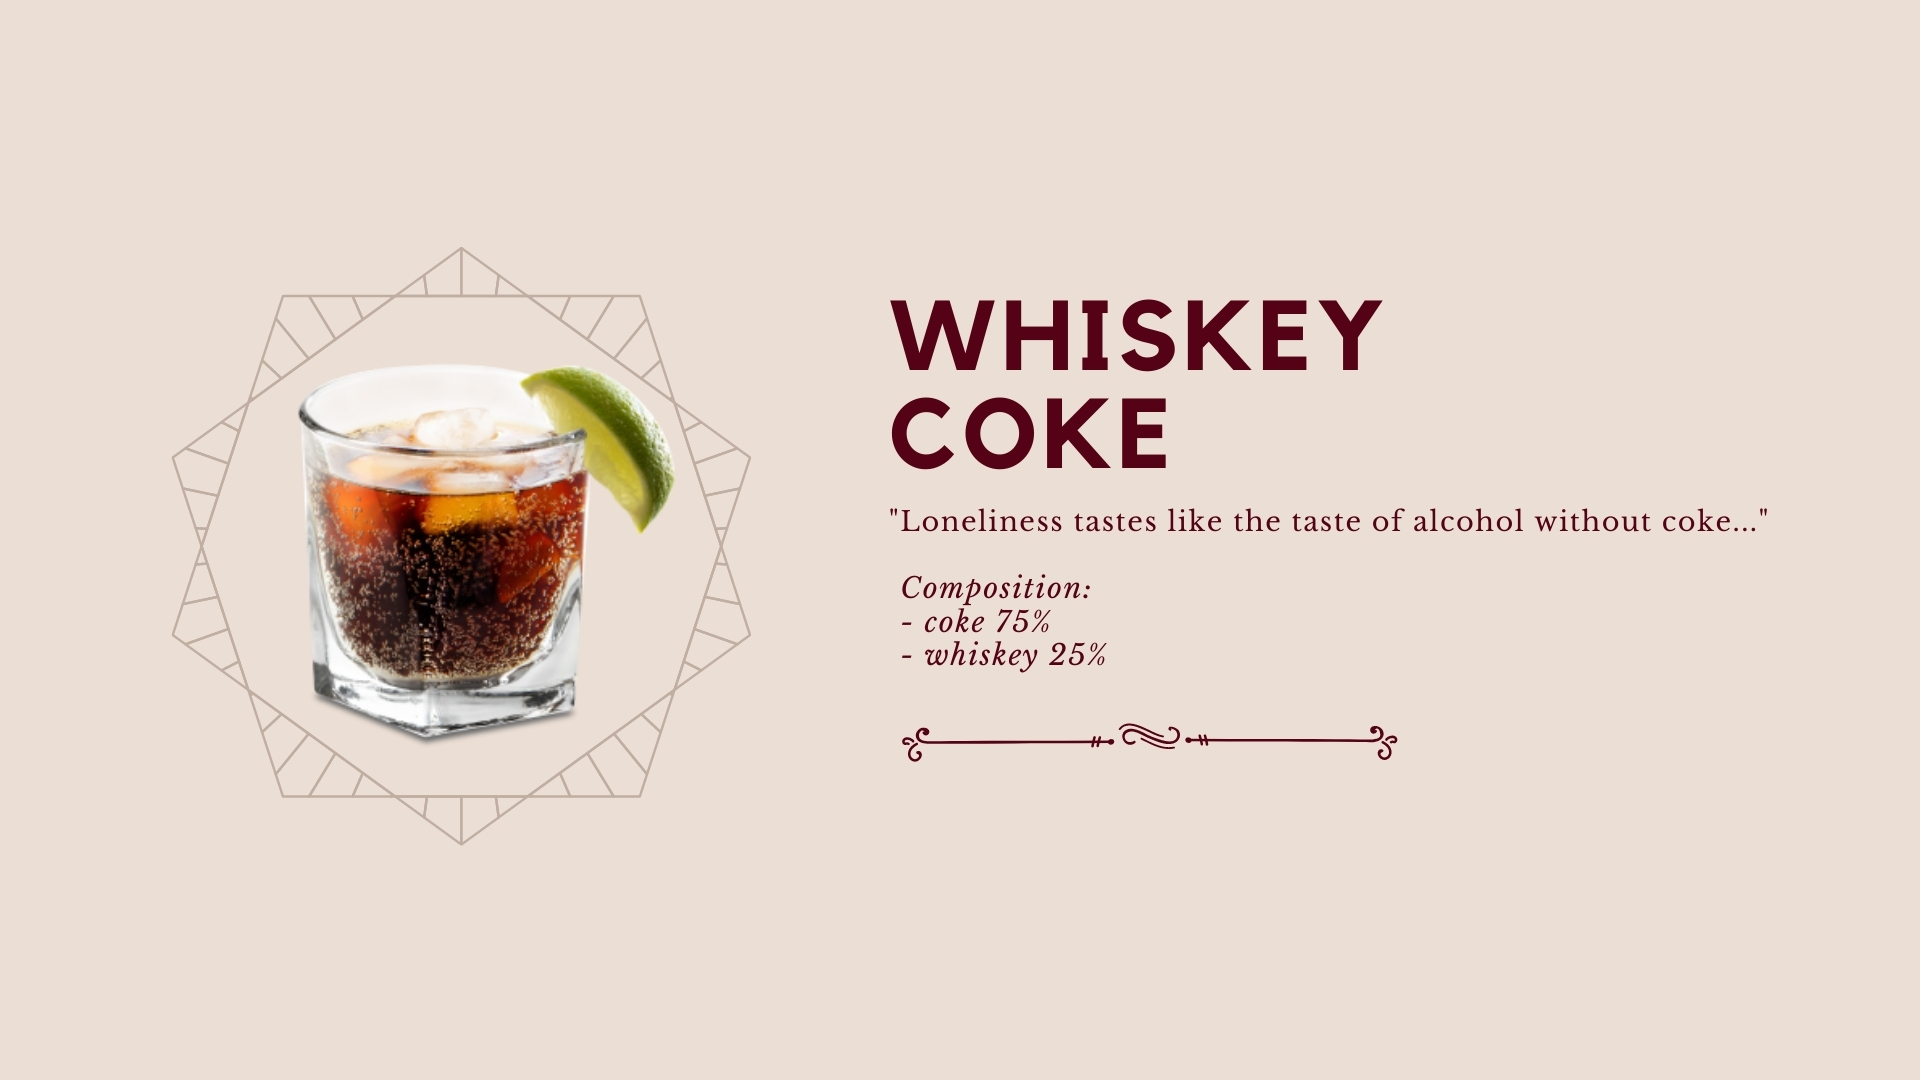 WHISKEY
COKE
"Loneliness tastes like the taste of alcohol without coke..."
Composition:
- coke 75%
- whiskey 25%